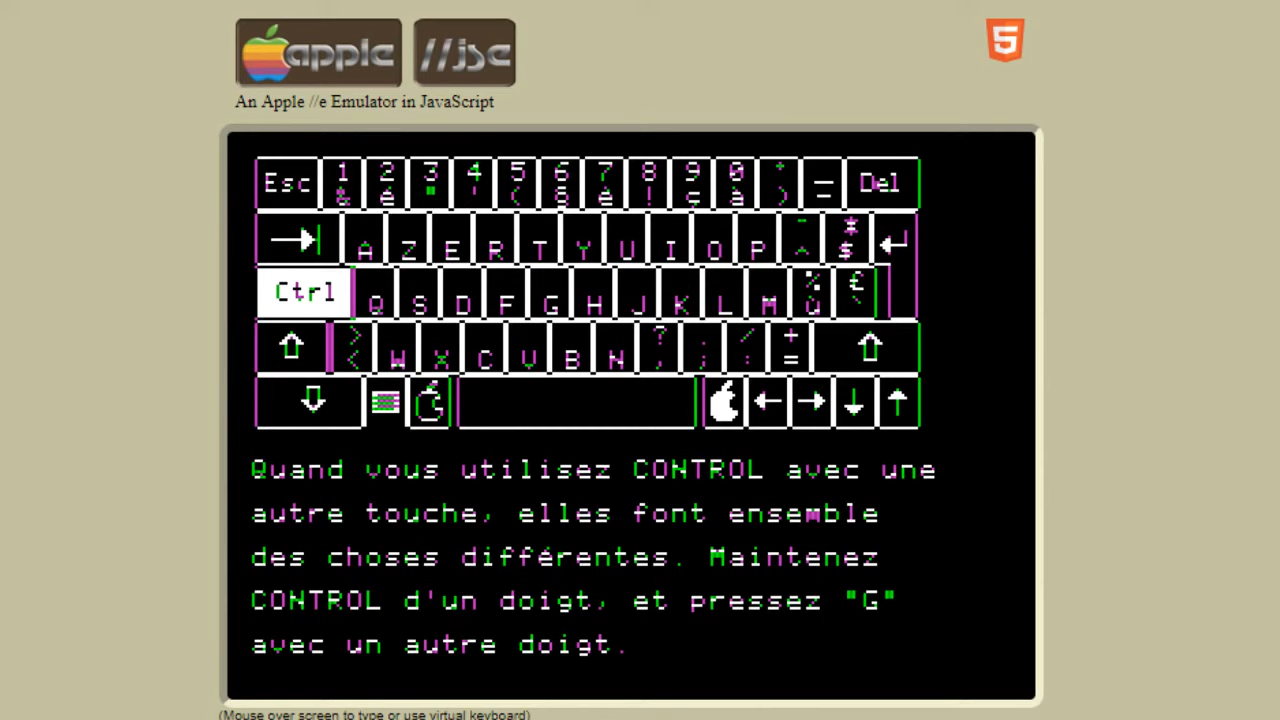 apple //jse
5
An Apple //e Emulator in JavaScript
Esc 1 & 2 é 3 " 4 ' 5 ( 6 § 7 è 8 ! 9 ç 0 à ° ) _ - Del
A Z E R T Y U I O P ¨ ^ * $
Ctrl Q S D F G H J K L M % ù £ `
> < W X C V B N ? , . ; / : + =
Quand vous utilisez CONTROL avec une
autre touche, elles font ensemble
des choses différentes. Maintenez
CONTROL d'un doigt, et pressez "G"
avec un autre doigt.
(Mouse over screen to type or use virtual keyboard)